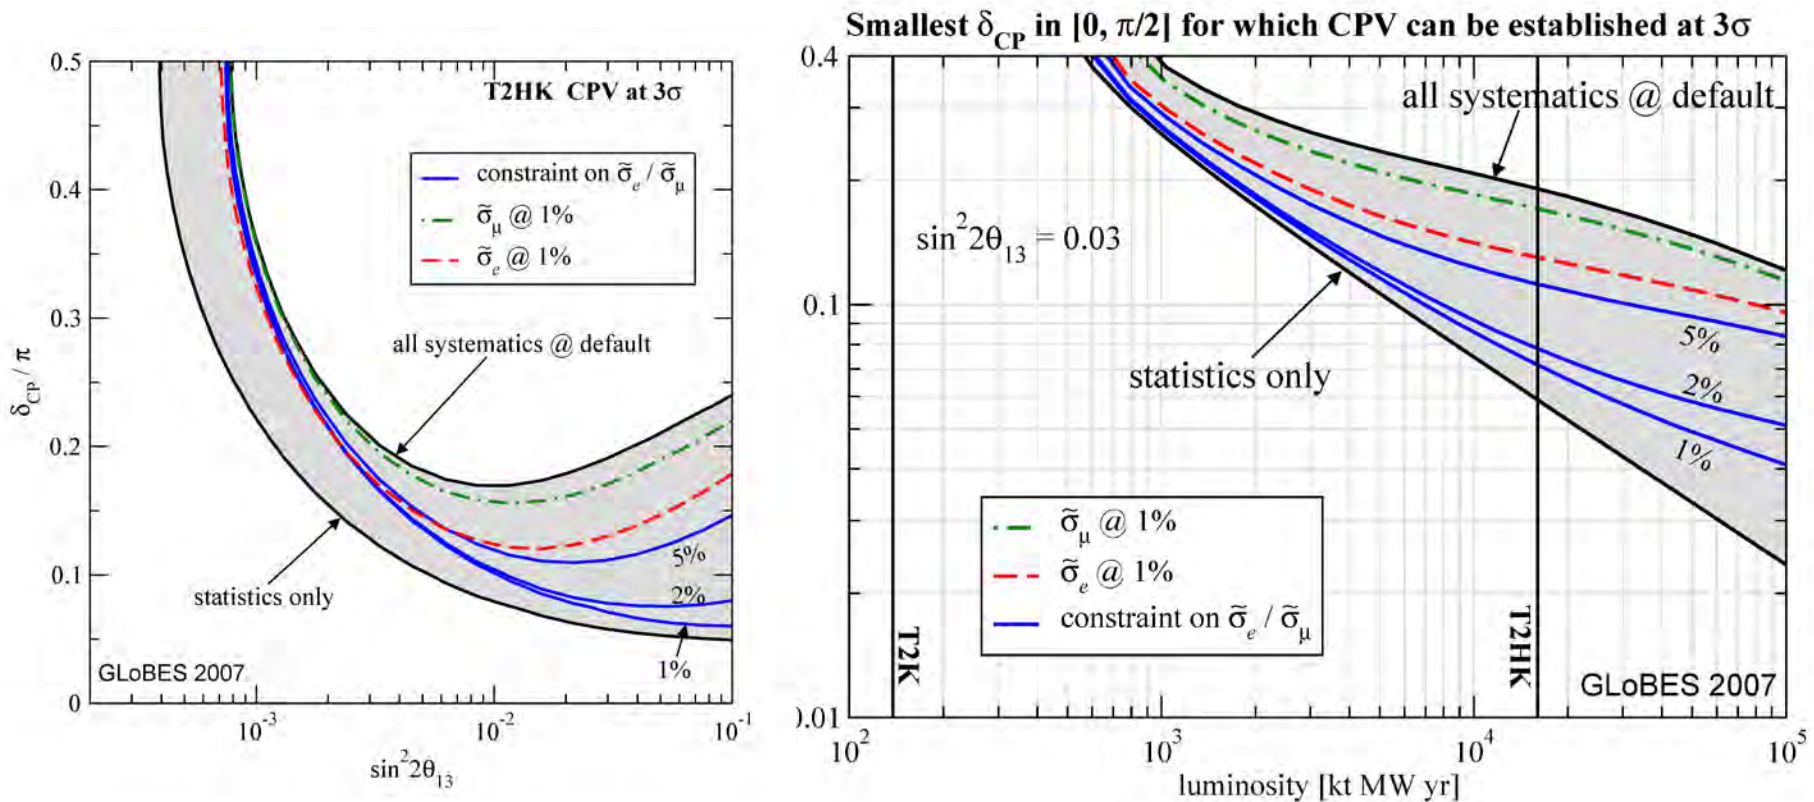 T2HK CPV at 3σ
constraint on σ̃e / σ̃μ
σ̃μ @ 1%
σ̃e @ 1%
all systematics @ default
statistics only
5%
2%
1%
GLoBES 2007
0.5
0.4
0.3
0.2
0.1
0
δCP / π
10-3
10-2
10-1
sin²2θ13
Smallest δCP in [0, π/2] for which CPV can be established at 3σ
0.4
0.1
0.01
all systematics @ default
sin²2θ13 = 0.03
statistics only
5%
2%
1%
σ̃μ @ 1%
σ̃e @ 1%
constraint on σ̃e / σ̃μ
T2K
T2HK
GLoBES 2007
10²
10³
10⁴
10⁵
luminosity [kt MW yr]